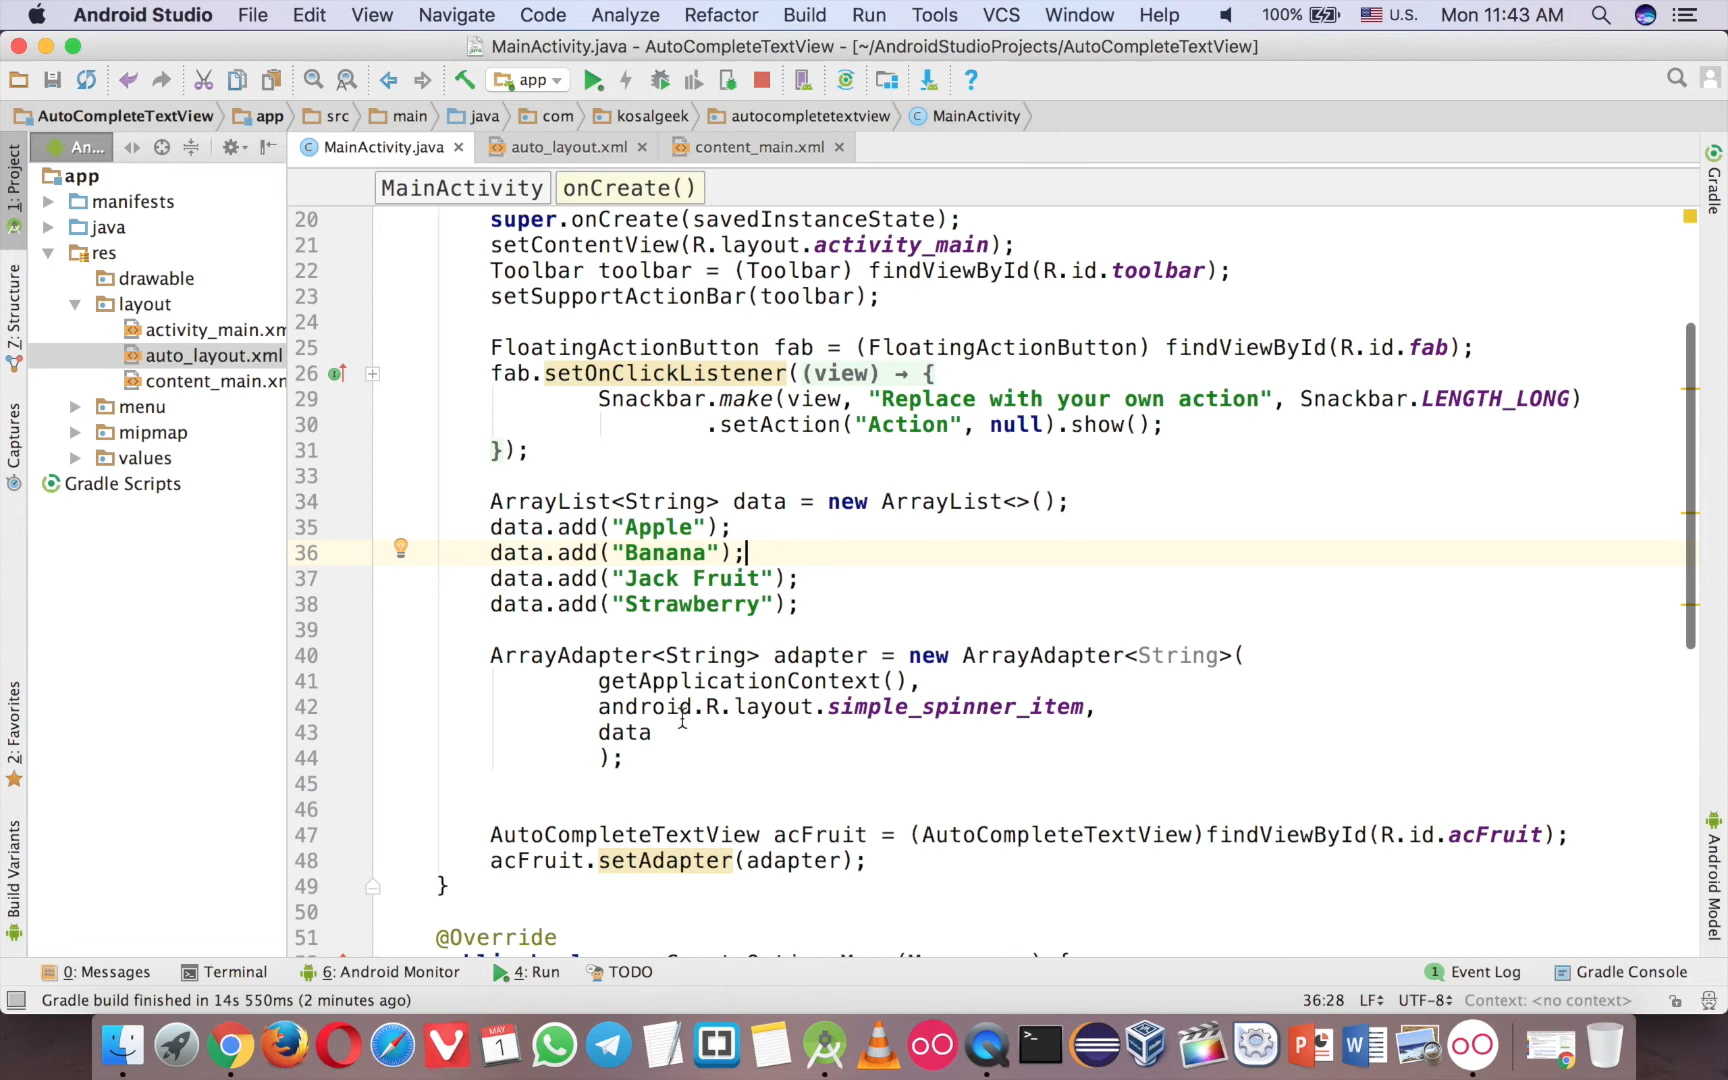 Android Studio File Edit View Navigate Code Analyze Refactor Build Run Tools VCS Window Help 100% U.S. Mon 11:43 AM
MainActivity.java - AutoCompleteTextView - [~/AndroidStudioProjects/AutoCompleteTextView]
app
AutoCompleteTextView app src main java com kosalgeek autocompletetextview MainActivity
An... MainActivity.java auto_layout.xml content_main.xml
MainActivity onCreate()
1: Project
Z: Structure
Captures
2: Favorites
Build Variants
app
manifests
java
res
drawable
layout
activity_main.xm
auto_layout.xml
content_main.xn
menu
mipmap
values
Gradle Scripts
20 super.onCreate(savedInstanceState);
21 setContentView(R.layout.activity_main);
22 Toolbar toolbar = (Toolbar) findViewById(R.id.toolbar);
23 setSupportActionBar(toolbar);
24
25 FloatingActionButton fab = (FloatingActionButton) findViewById(R.id.fab);
26 fab.setOnClickListener((view) → {
29 Snackbar.make(view, "Replace with your own action", Snackbar.LENGTH_LONG)
30 .setAction("Action", null).show();
31 });
33
34 ArrayList<String> data = new ArrayList<>();
35 data.add("Apple");
36 data.add("Banana");
37 data.add("Jack Fruit");
38 data.add("Strawberry");
39
40 ArrayAdapter<String> adapter = new ArrayAdapter<String>(
41 getApplicationContext(),
42 android.R.layout.simple_spinner_item,
43 data
44 );
45
46
47 AutoCompleteTextView acFruit = (AutoCompleteTextView)findViewById(R.id.acFruit);
48 acFruit.setAdapter(adapter);
49 }
50
51 @Override
Gradle
Android Model
0: Messages Terminal 6: Android Monitor 4: Run TODO 1 Event Log Gradle Console
Gradle build finished in 14s 550ms (2 minutes ago) 36:28 LF UTF-8 Context: <no context>
MAY
1